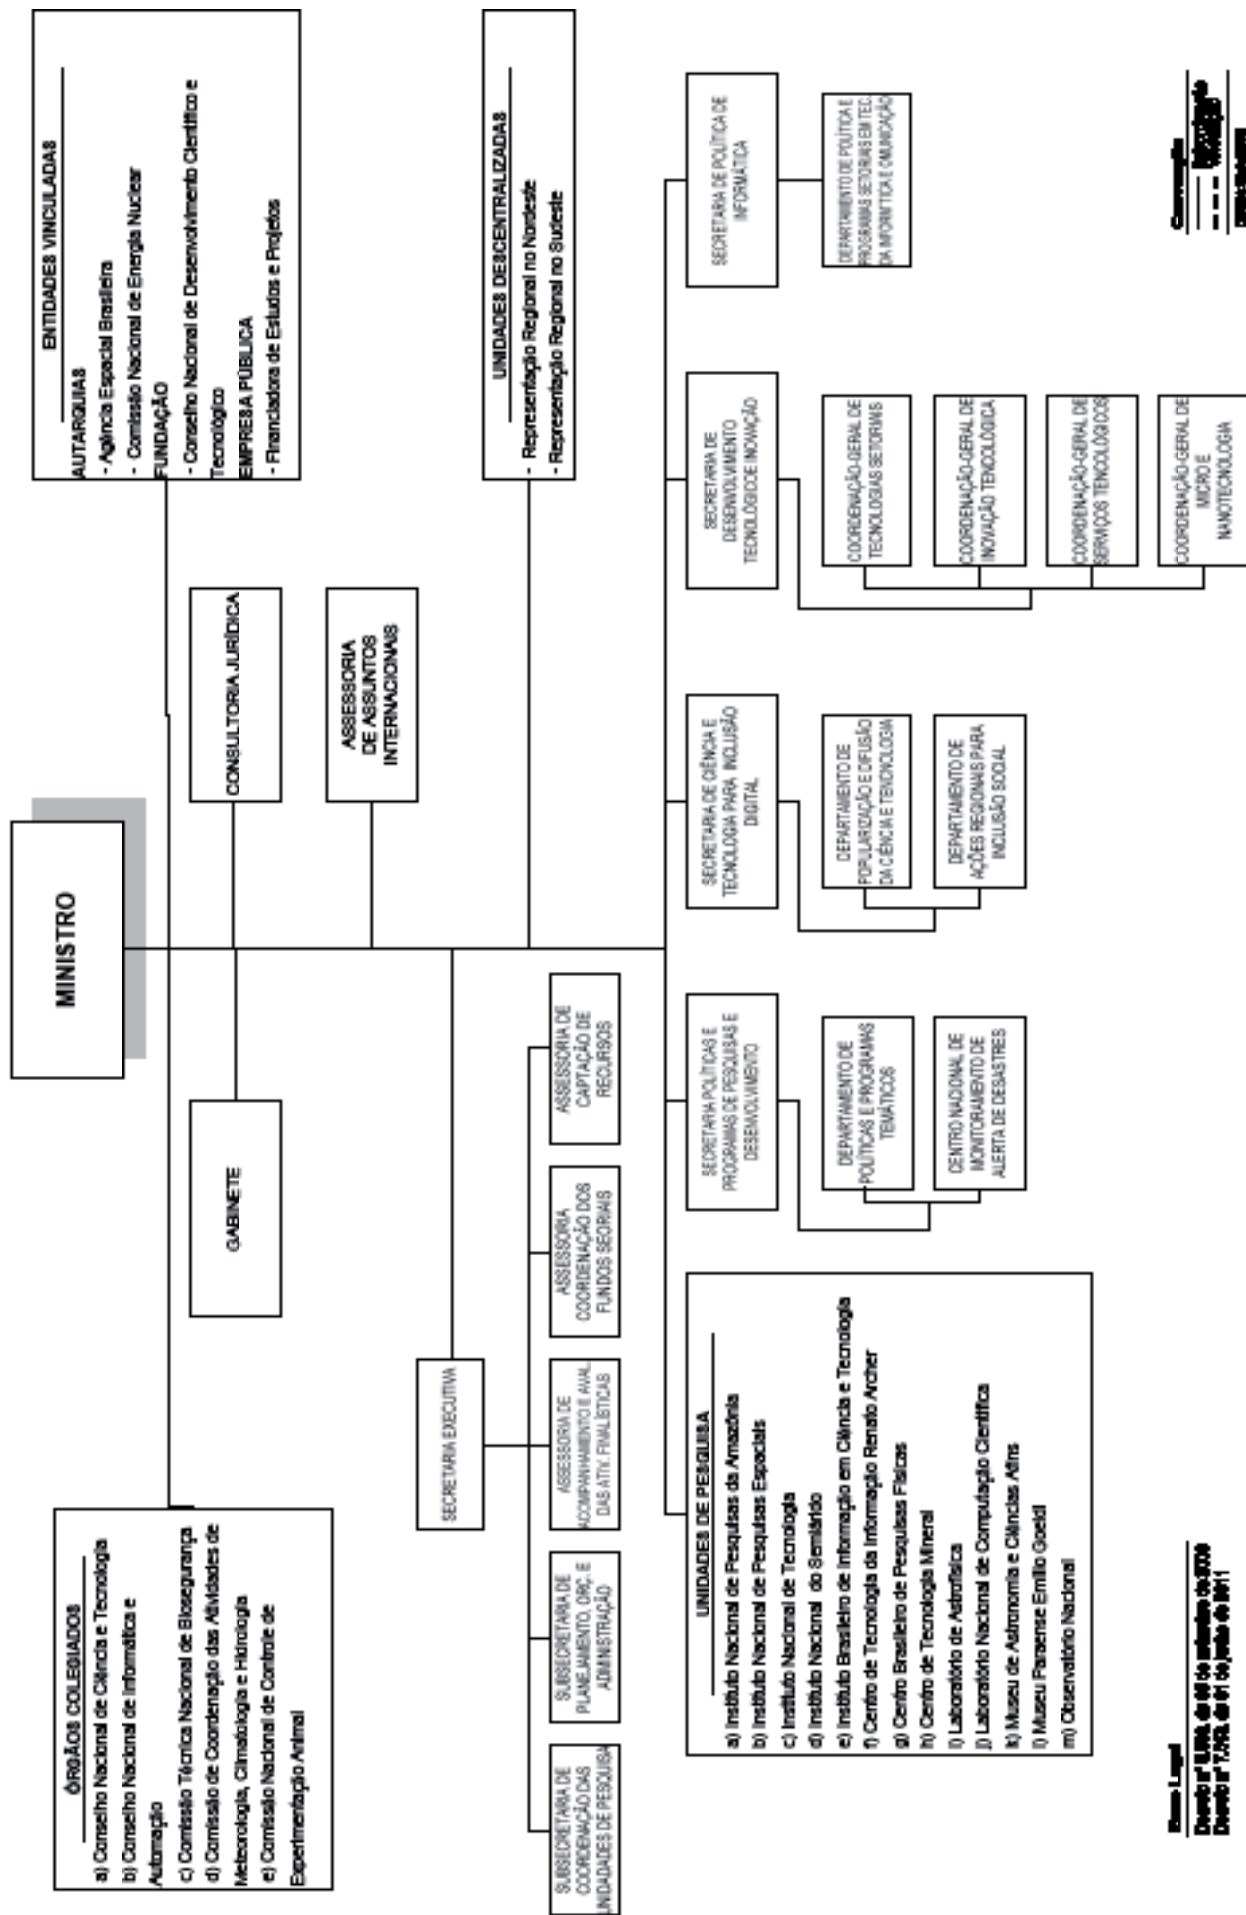 MINISTRO
ÓRGÃOS COLEGIADOS
a) Conselho Nacional de Ciência e Tecnologia
b) Conselho Nacional de Informática e
Automação
c) Comissão Técnica Nacional de Biosegurança
d) Comissão de Coordenação das Atividades de
Meteorologia, Climatologia e Hidrologia
e) Comissão Nacional de Controle de
Experimentação Animal
ENTIDADES VINCULADAS
AUTARQUIAS
- Agência Espacial Brasileira
- Comissão Nacional de Energia Nuclear
FUNDAÇÃO
- Conselho Nacional de Desenvolvimento Científico e
Tecnológico
EMPRESA PÚBLICA
- Financiadora de Estudos e Projetos
GABINETE
CONSULTORIA JURÍDICA
ASSESSORIA
DE ASSUNTOS
INTERNACIONAIS
SECRETARIA EXECUTIVA
UNIDADES DESCENTRALIZADAS
- Representação Regional no Nordeste
- Representação Regional no Sudeste
SUBSECRETARIA DE
COORDENAÇÃO DAS
UNIDADADES DE PESQUISA
SUBSECRETARIA DE
PLANEJAMENTO, ORÇ. E
ADMINISTRAÇÃO
ASSESSORIA DE
ACOMPANHAMENTO E AVAL.
DAS ATIV. FINALÍSTICAS
ASSESSORIA
COORDENAÇÃO DOS
FUNDOS SEORIAIS
ASSESSORIA DE
CAPTAÇÃO DE
RECURSOS
UNIDADES DE PESQUISA
a) Instituto Nacional de Pesquisas da Amazônia
b) Instituto Nacional de Pesquisas Espaciais
c) Instituto Nacional de Tecnologia
d) Instituto Nacional do Semiárido
e) Instituto Brasileiro de Informação em Ciência e Tecnologia
f) Centro de Tecnologia da Informação Renato Archer
g) Centro Brasileiro de Pesquisas Físicas
h) Centro de Tecnologia Mineral
i) Laboratório de Astrofísica
j) Laboratório Nacional de Computação Científica
k) Museu de Astronomia e Ciências Afins
l) Museu Paraense Emílio Goeldi
m) Observatório Nacional
SECRETARIA POLÍTICAS E
PROGRAMAS DE PESQUISAS E
DESENVOLVIMENTO
DEPARTAMENTO DE
POLÍTICAS E PROGRAMAS
TEMÁTICOS
CENTRO NACIONAL DE
MONITORAMENTO DE
ALERTA DE DESASTRES
SECRETARIA DE CIÊNCIA E
TECNOLOGIA PARA INCLUSÃO
DIGITAL
DEPARTAMENTO DE
POPULARIZAÇÃO E DIFUSÃO
DA CIÊNCIA E TENCNOLOGIA
DEPARTAMENTO DE
AÇÕES REGIONAIS PARA
INCLUSÃO SOCIAL
SECRETARIA DE
DESENVOLVIMENTO
TECNOLÓGICO E INOVAÇÃO
COORDENAÇÃO-GERAL DE
TECNOLOGIAS SETORIAIS
COORDENAÇÃO-GERAL DE
INOVAÇÃO TENCOLÓGICA
COORDENAÇÃO-GERAL DE
SERVIÇOS TENCOLÓGICOS
COORDENAÇÃO-GERAL DE
MICRO E
NANOTECNOLOGIA
SECRETARIA DE POLÍTICA DE
INFORMÁTICA
DEPARTAMENTO DE POLÍTICA E
PROGRAMAS SETORIAIS EM TEC.
DA INFORMTICA E OMUNICAÇÃO
Base Legal